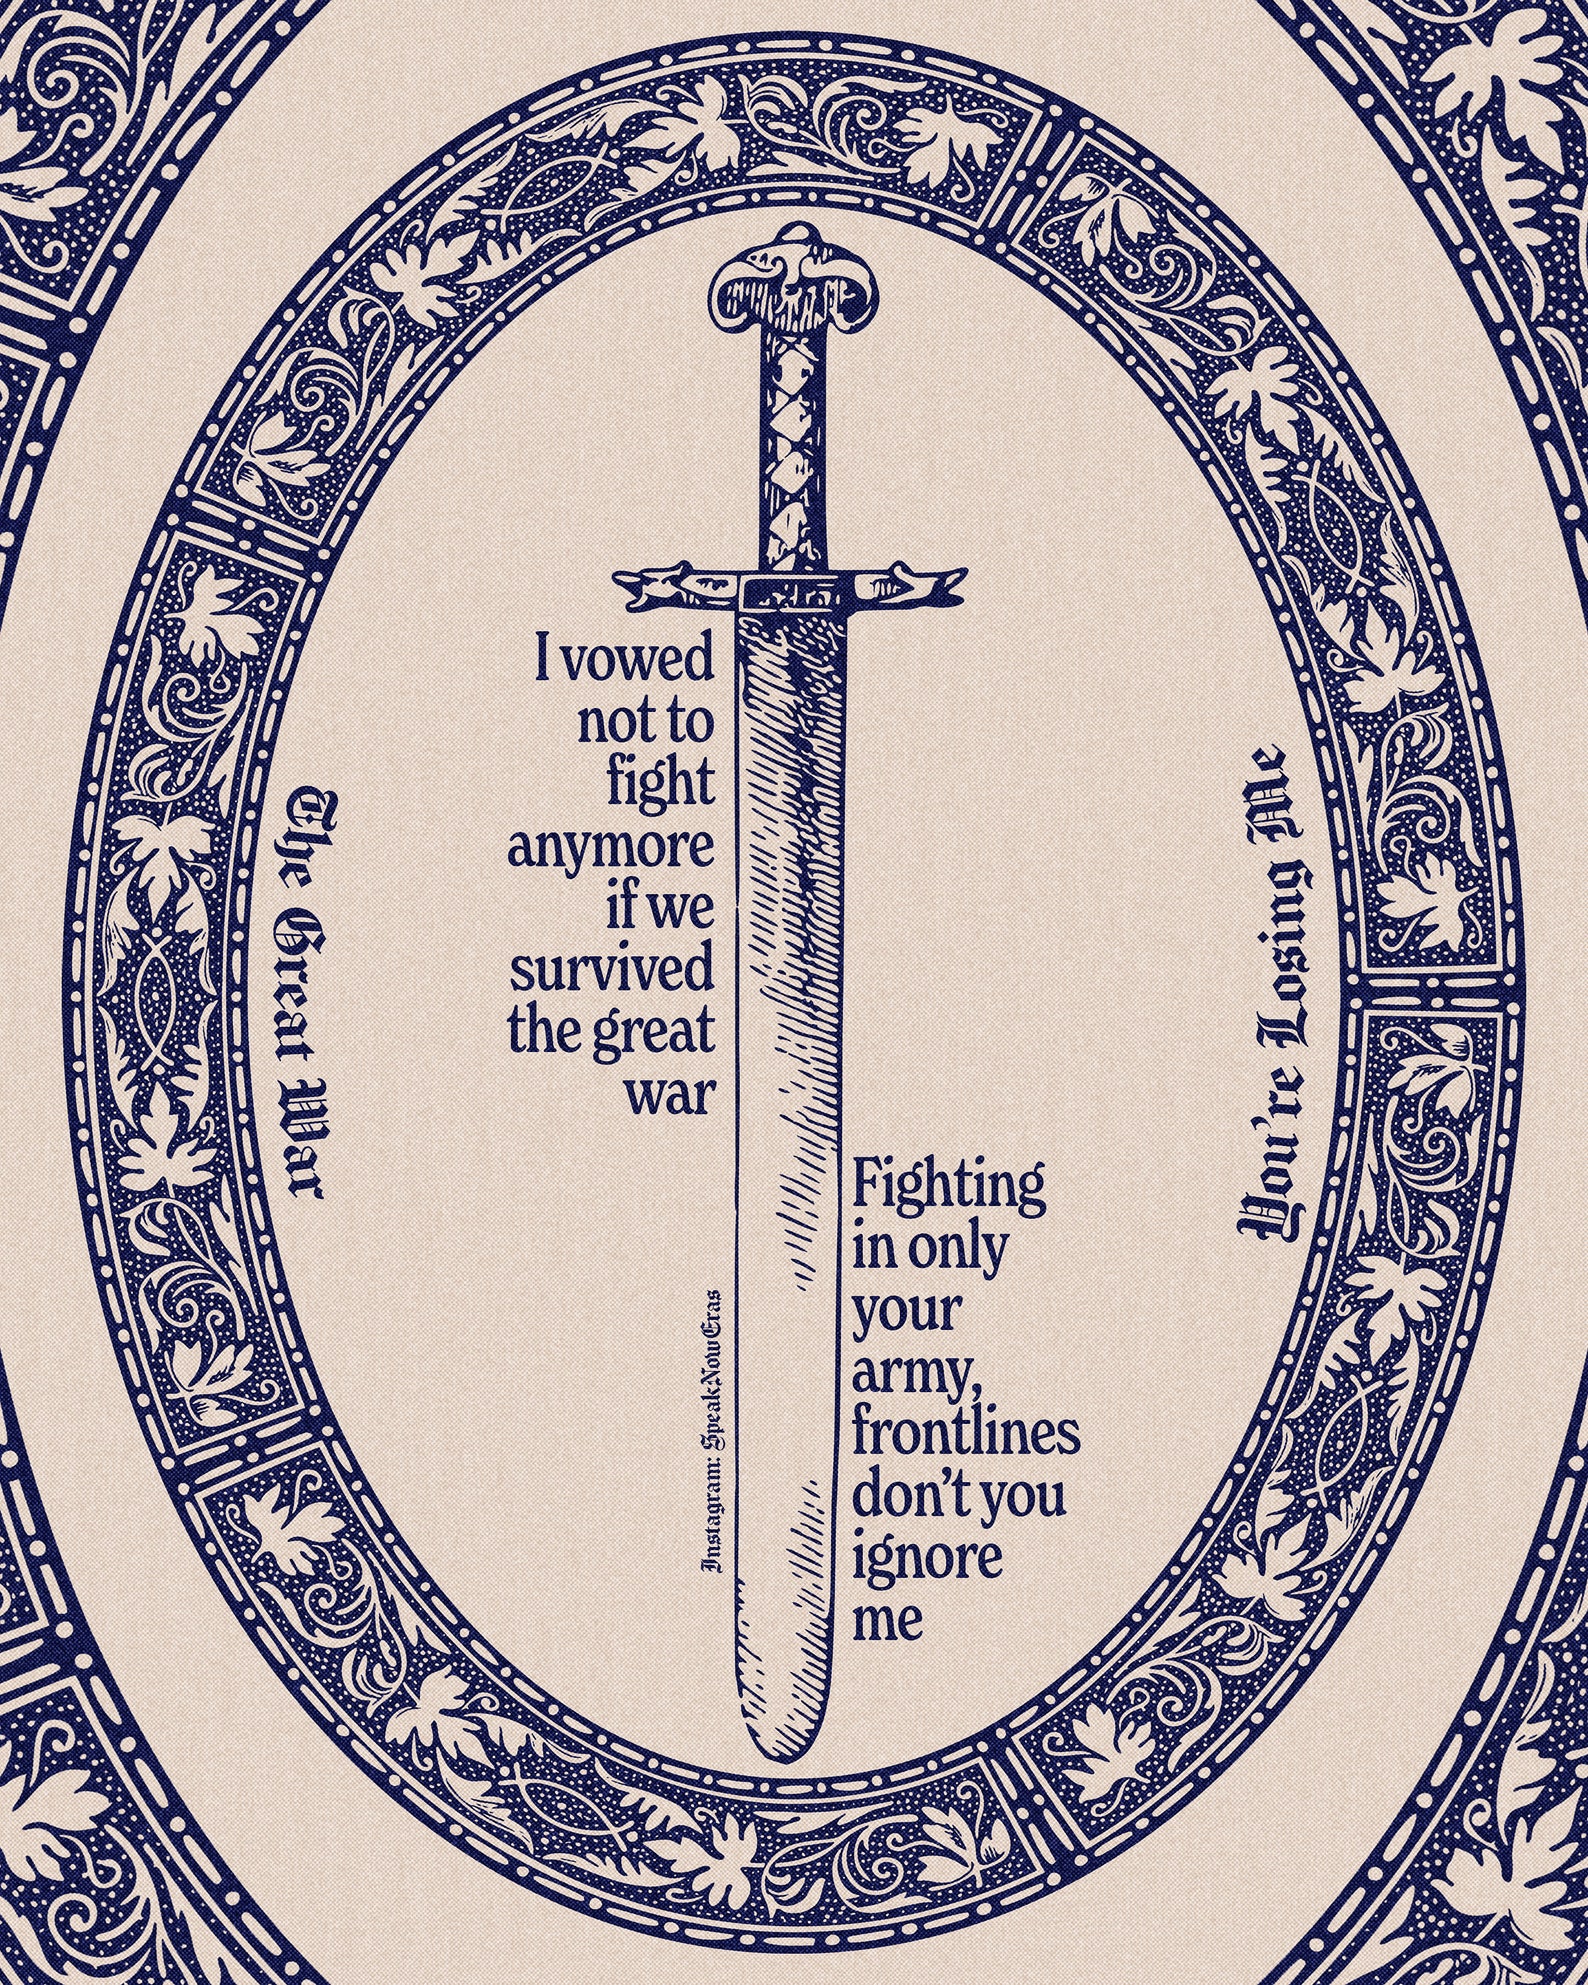 The Great War
I vowed
not to
fight
anymore
if we
survived
the great
war
Instagram: SpeakNowEras
Fighting
in only
your
army,
frontlines
don’t you
ignore
me
You’re Losing Me